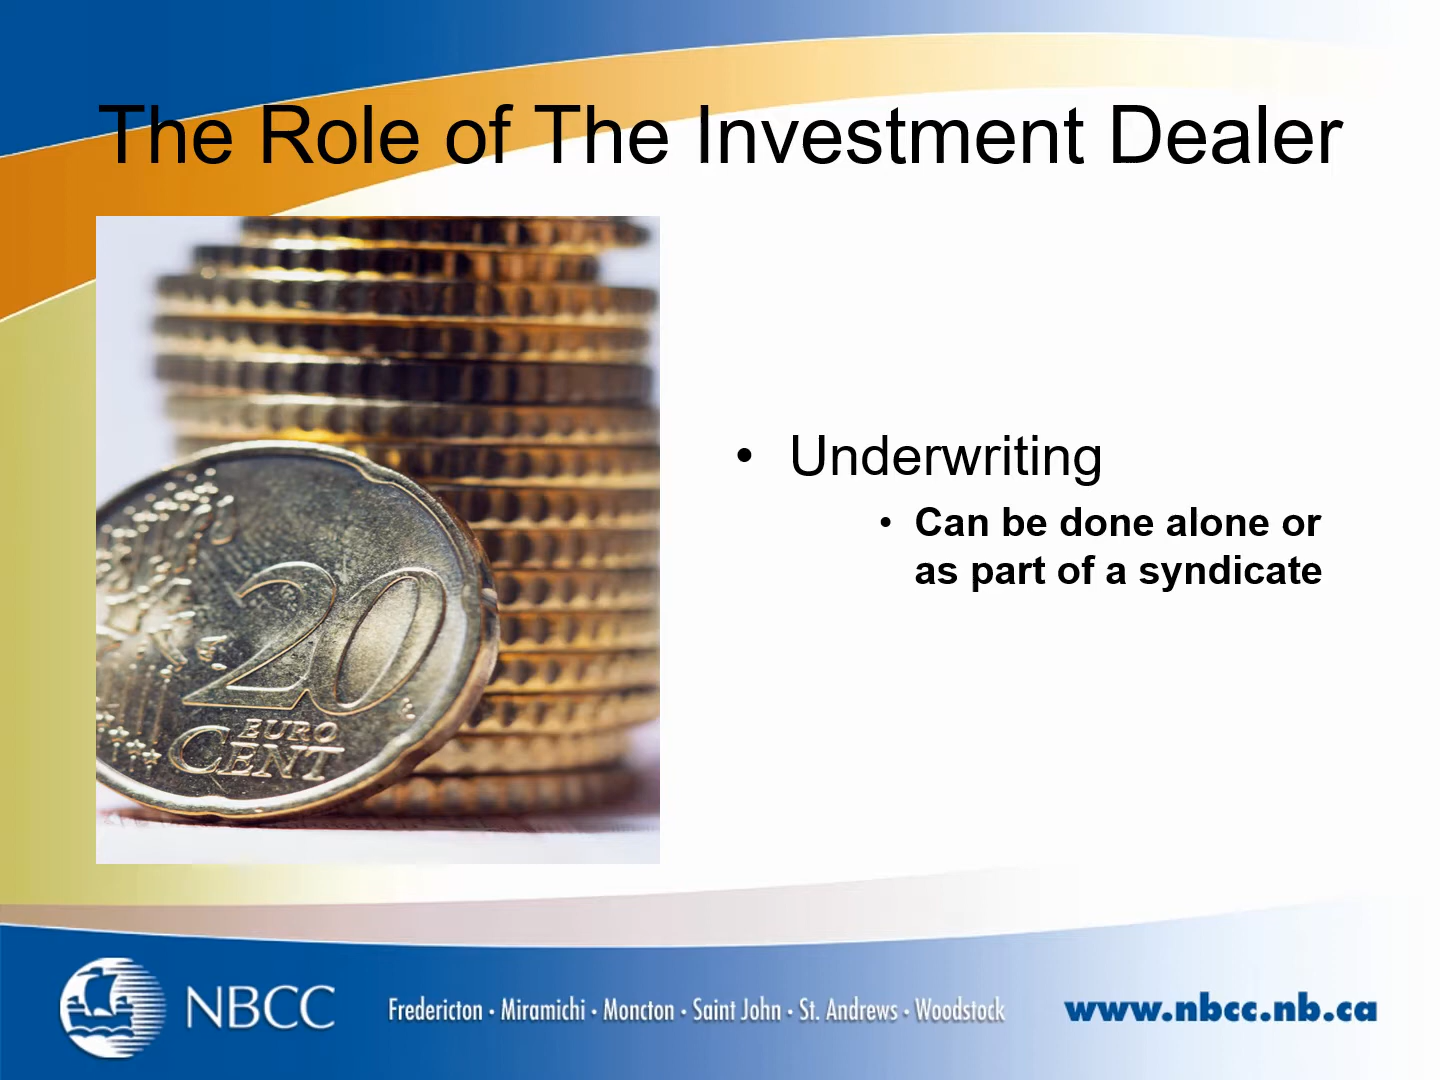 The Role of The Investment Dealer
• Underwriting
• Can be done alone or
as part of a syndicate
20
EURO
CENT
NBCC
Fredericton • Miramichi • Moncton • Saint John • St. Andrews • Woodstock
www.nbcc.nb.ca